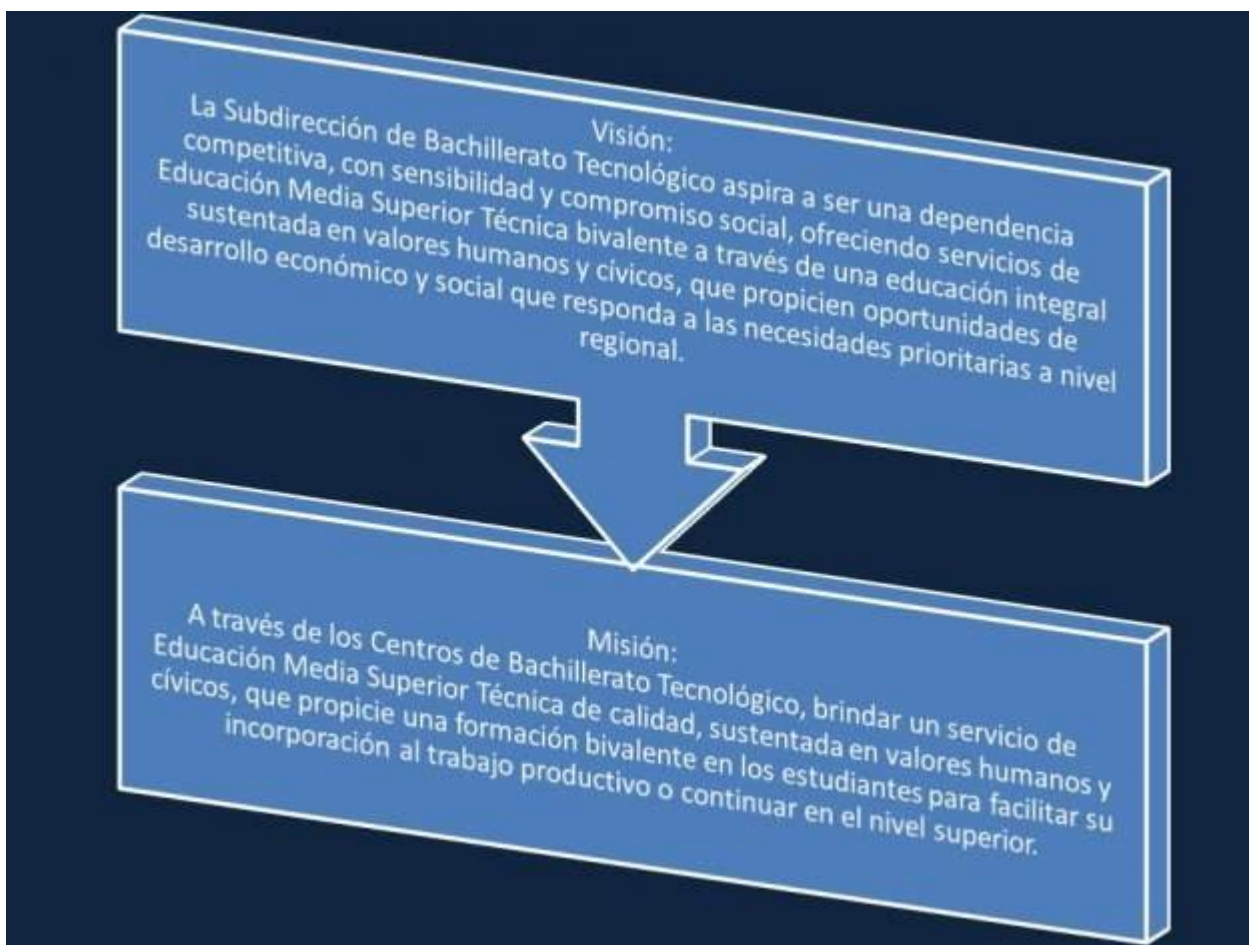 Visión:
La Subdirección de Bachillerato Tecnológico aspira a ser una dependencia
competitiva, con sensibilidad y compromiso social, ofreciendo servicios de
Educación Media Superior Técnica bivalente a través de una educación integral
sustentada en valores humanos y cívicos, que propicien oportunidades de
desarrollo económico y social que responda a las necesidades prioritarias a nivel
regional.
Misión:
A través de los Centros de Bachillerato Tecnológico, brindar un servicio de
Educación Media Superior Técnica de calidad, sustentada en valores humanos y
cívicos, que propicie una formación bivalente en los estudiantes para facilitar su
incorporación al trabajo productivo o continuar en el nivel superior.